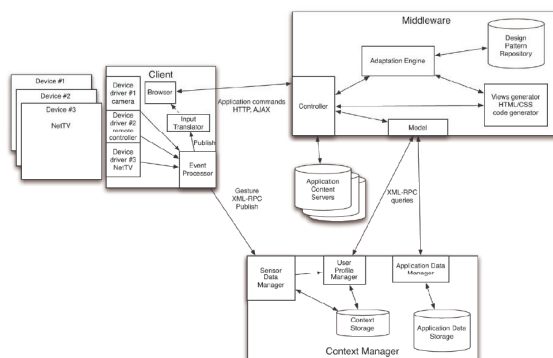 Device #1
Device #2
Device #3
NetTV
Client
Device
driver #1
camera
Device
driver #2
remote
controller
Device
driver #3
NetTV
Browser
Input
Translator
Publish
Event
Processor
Application commands
HTTP, AJAX
Gesture
XML-RPC
Publish
Middleware
Design
Pattern
Repository
Adaptation Engine
Controller
Views generator
HTML/CSS
code generator
Model
Application
Context
Servers
XML-RPC
queries
Sensor
Data
Manager
User
Profile
Manager
Application Data
Manager
Context
Storage
Application Data
Storage
Context Manager